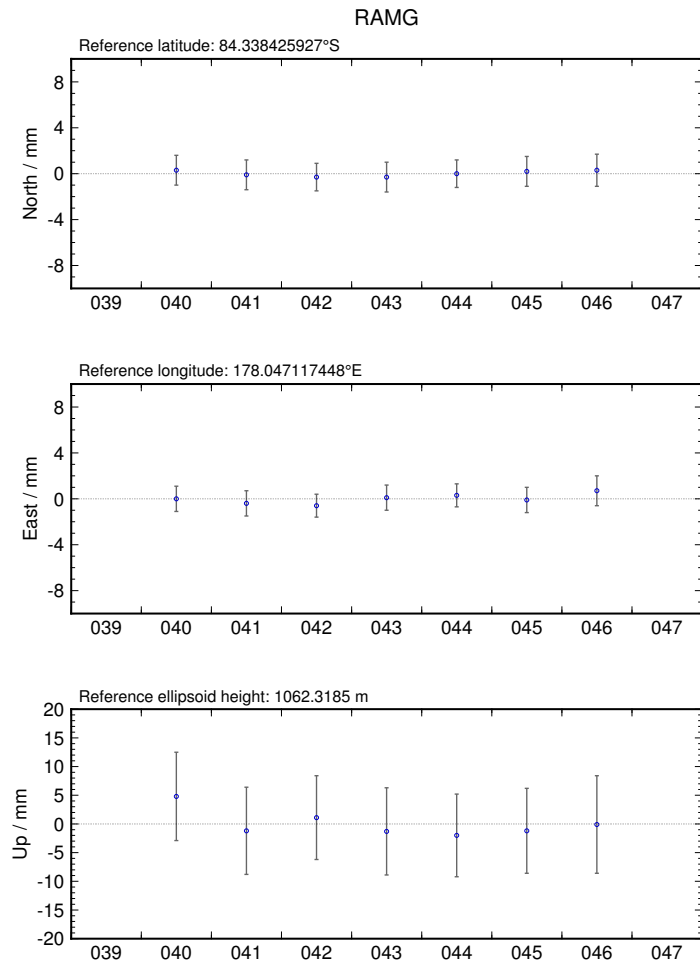 RAMG
Reference latitude: 84.338425927°S
North / mm
8
4
0
-4
-8
039 040 041 042 043 044 045 046 047
Reference longitude: 178.047117448°E
East / mm
8
4
0
-4
-8
039 040 041 042 043 044 045 046 047
Reference ellipsoid height: 1062.3185 m
Up / mm
20
15
10
5
0
-5
-10
-15
-20
039 040 041 042 043 044 045 046 047